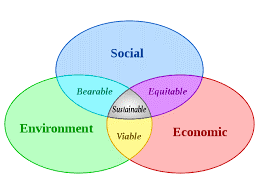 Social
Bearable
Equitable
Sustainable
Environment
Viable
Economic